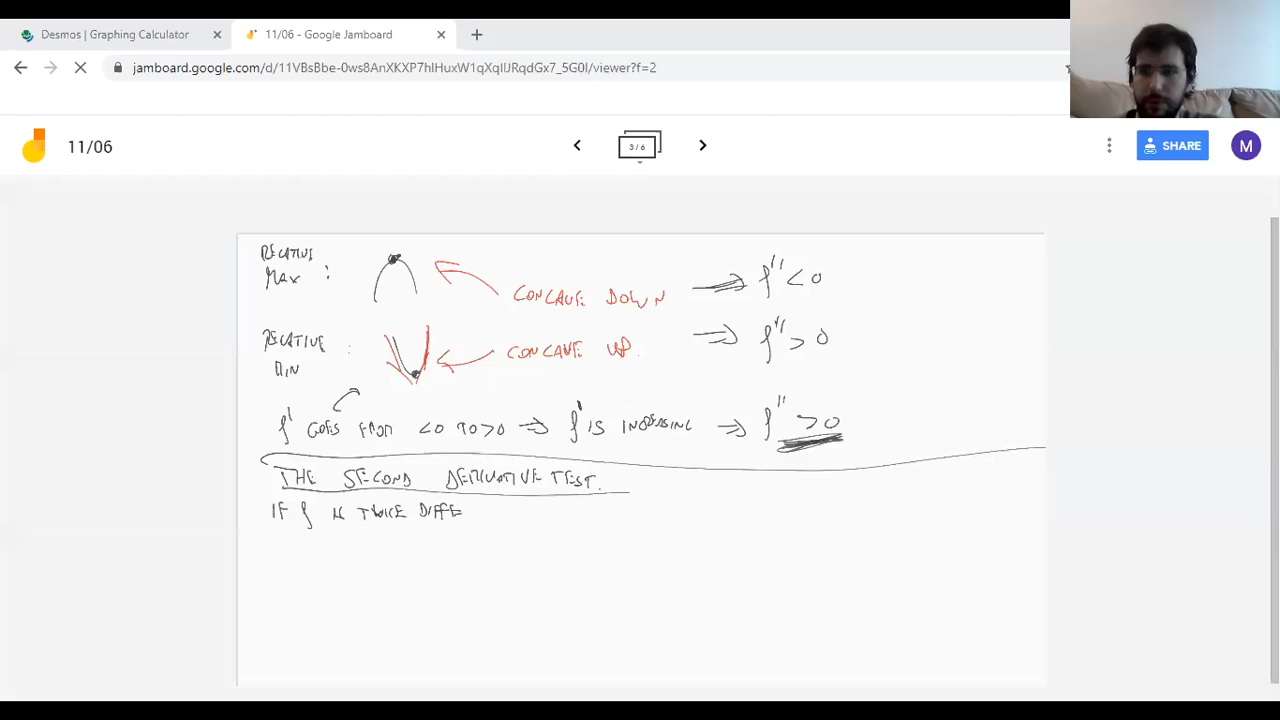 Desmos | Graphing Calculator
11/06 - Google Jamboard
jamboard.google.com/d/11VBsBbe-0ws8AnXKXP7hIHuxW1qXqIlJRqdGx7_5G0I/viewer?f=2
11/06
3 / 6
SHARE
M
RELATIVE
MAX :
CONCAVE DOWN ⇒ f'' < 0
RELATIVE
MIN :
CONCAVE UP. ⇒ f'' > 0
f' GOES FROM <0 TO >0 ⇒ f' IS INCREASING ⇒ f'' >0
THE SECOND DERIVATIVE TEST.
IF f IS TWICE DIFFE